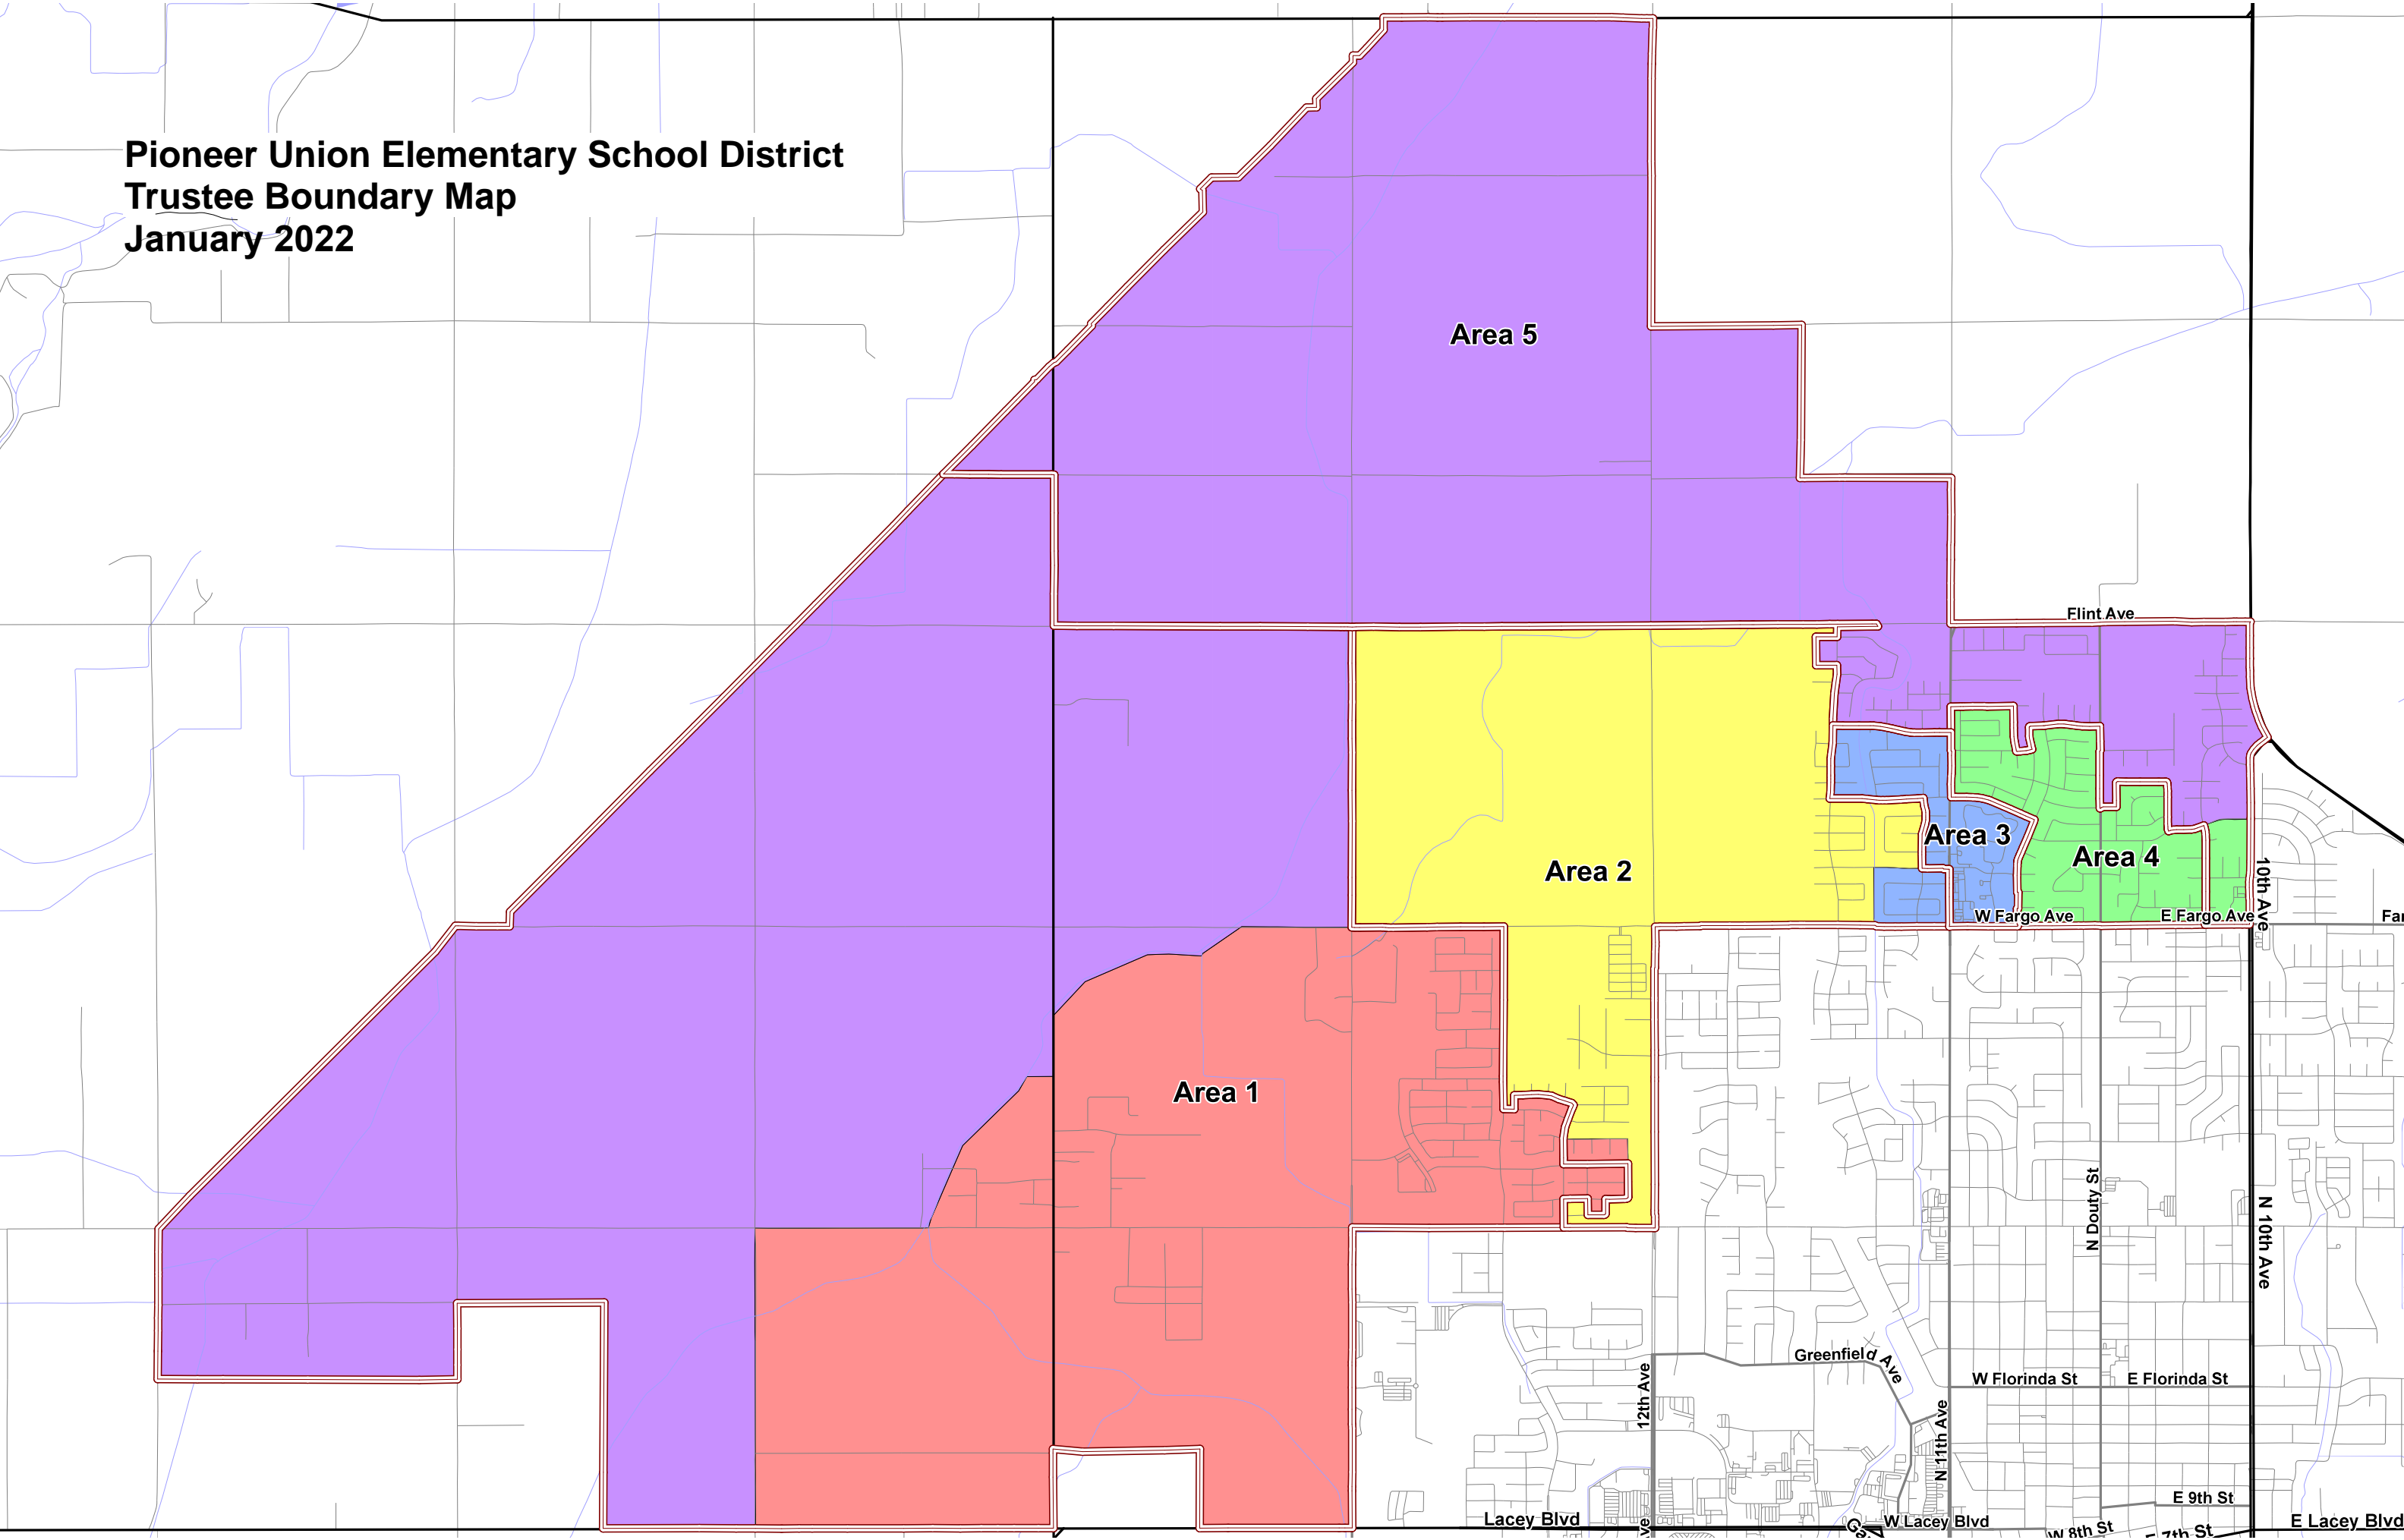 Pioneer Union Elementary School District
Trustee Boundary Map
January 2022
Area 5
Flint Ave
Area 3
Area 4
Area 2
10th Ave
W Fargo Ave
E Fargo Ave
Area 1
N Douty St
N 10th Ave
Greenfield Ave
12th Ave
W Florinda St
E Florinda St
N 11th Ave
E 9th St
Lacey Blvd
W Lacey Blvd
E Lacey Blvd
W 8th St
E 7th St